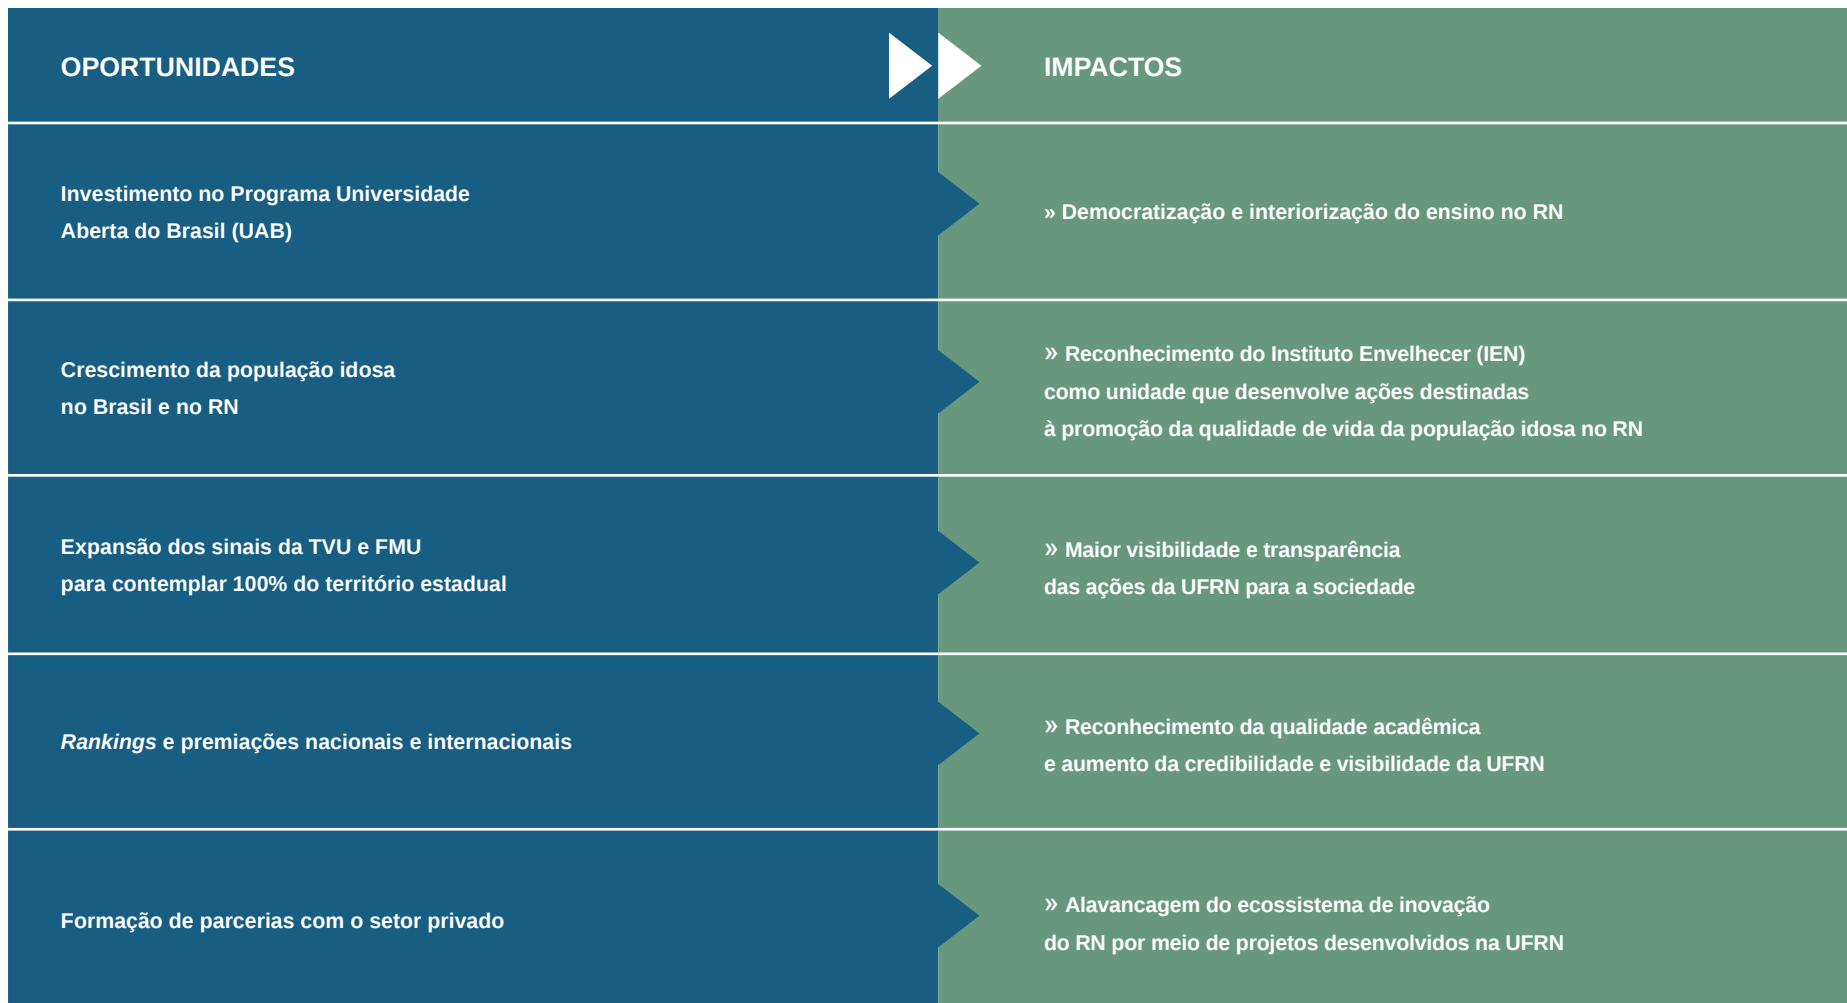 OPORTUNIDADES
IMPACTOS
Investimento no Programa Universidade
Aberta do Brasil (UAB)
» Democratização e interiorização do ensino no RN
Crescimento da população idosa
no Brasil e no RN
» Reconhecimento do Instituto Envelhecer (IEN)
como unidade que desenvolve ações destinadas
à promoção da qualidade de vida da população idosa no RN
Expansão dos sinais da TVU e FMU
para contemplar 100% do território estadual
» Maior visibilidade e transparência
das ações da UFRN para a sociedade
Rankings e premiações nacionais e internacionais
» Reconhecimento da qualidade acadêmica
e aumento da credibilidade e visibilidade da UFRN
Formação de parcerias com o setor privado
» Alavancagem do ecossistema de inovação
do RN por meio de projetos desenvolvidos na UFRN